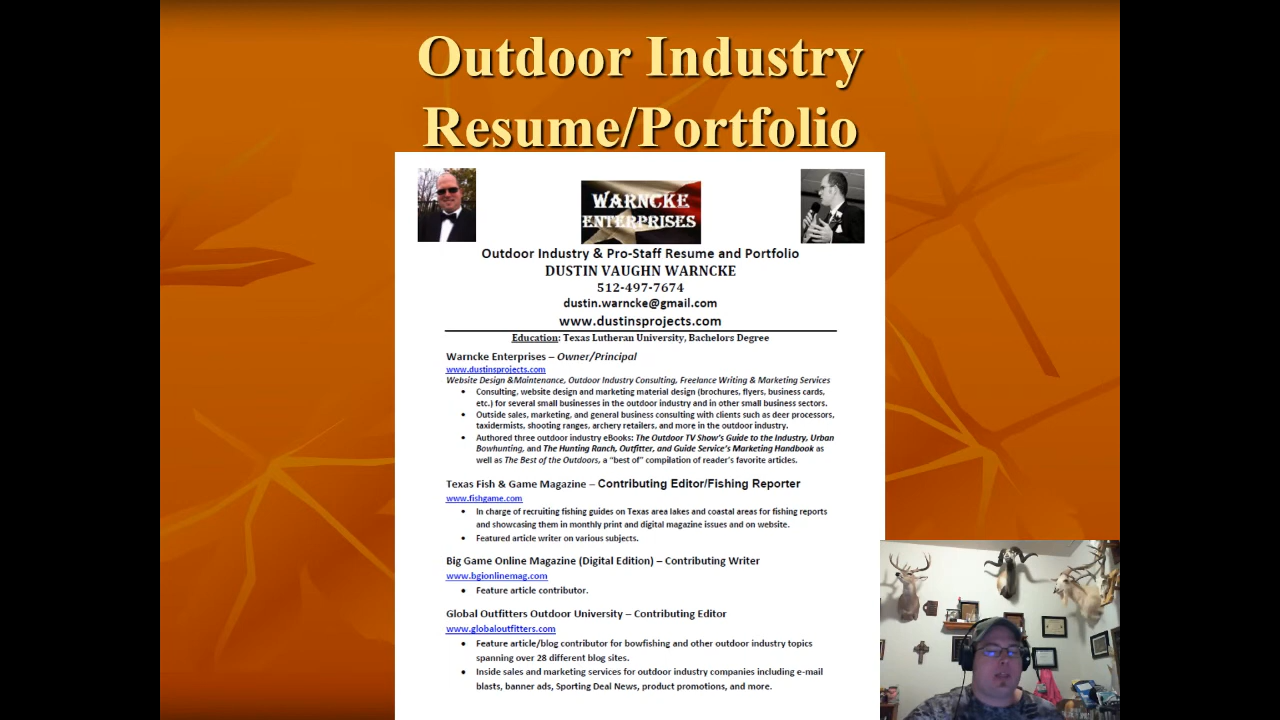 Outdoor Industry
Resume/Portfolio
WARNCKE
ENTERPRISES
Outdoor Industry & Pro-Staff Resume and Portfolio
DUSTIN VAUGHN WARNCKE
512-497-7674
dustin.warncke@gmail.com
www.dustinsprojects.com
Education: Texas Lutheran University, Bachelors Degree
Warncke Enterprises – Owner/Principal
www.dustinsprojects.com
Website Design &Maintenance, Outdoor Industry Consulting, Freelance Writing & Marketing Services
• Consulting, website design and marketing material design (brochures, flyers, business cards,
etc.) for several small businesses in the outdoor industry and in other small business sectors.
• Outside sales, marketing, and general business consulting with clients such as deer processors,
taxidermists, shooting ranges, archery retailers, and more in the outdoor industry.
• Authored three outdoor industry eBooks: The Outdoor TV Show's Guide to the Industry, Urban
Bowhunting, and The Hunting Ranch, Outfitter, and Guide Service's Marketing Handbook as
well as The Best of the Outdoors, a "best of" compilation of reader's favorite articles.
Texas Fish & Game Magazine – Contributing Editor/Fishing Reporter
www.fishgame.com
• In charge of recruiting fishing guides on Texas area lakes and coastal areas for fishing reports
and showcasing them in monthly print and digital magazine issues and on website.
• Featured article writer on various subjects.
Big Game Online Magazine (Digital Edition) – Contributing Writer
www.bgionlinemag.com
• Feature article contributor.
Global Outfitters Outdoor University – Contributing Editor
www.globaloutfitters.com
• Feature article/blog contributor for bowfishing and other outdoor industry topics
spanning over 28 different blog sites.
• Inside sales and marketing services for outdoor industry companies including e-mail
blasts, banner ads, Sporting Deal News, product promotions, and more.